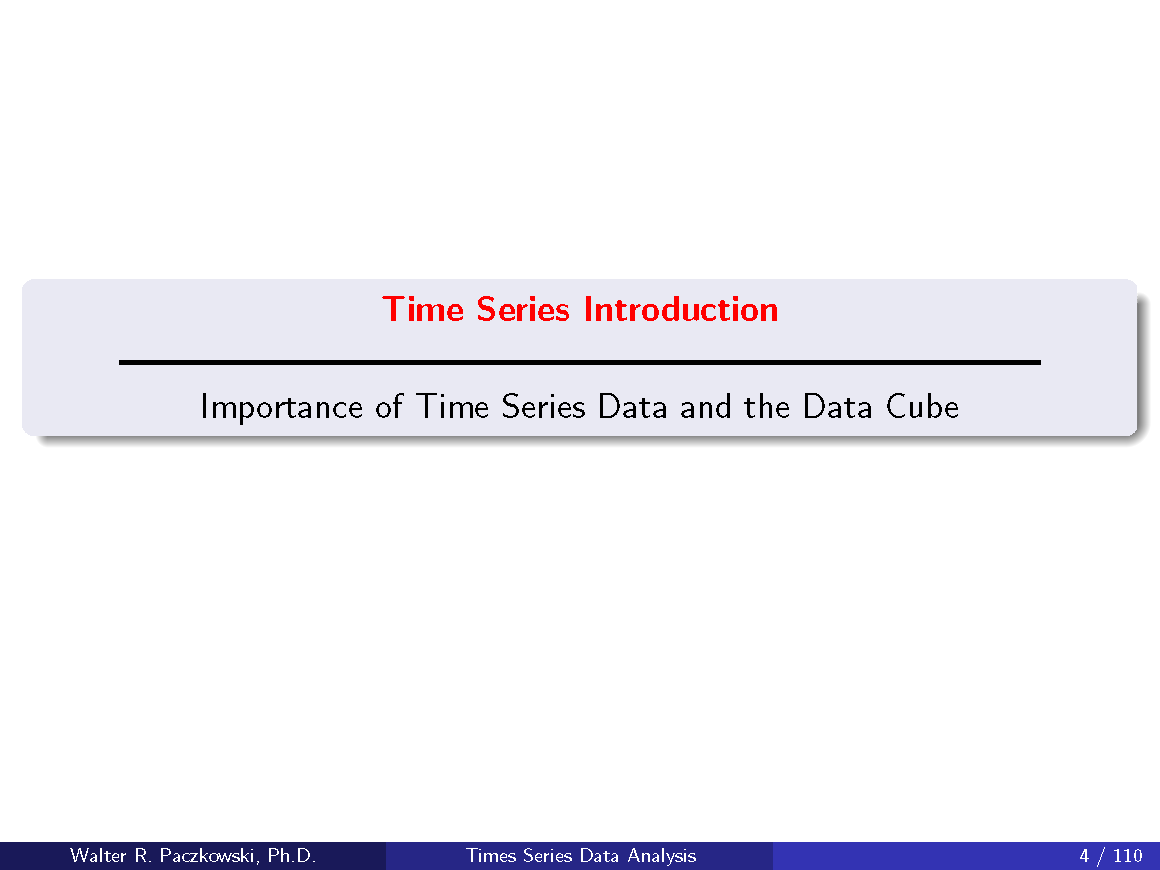 Time Series Introduction
Importance of Time Series Data and the Data Cube
Walter R. Paczkowski, Ph.D.
Times Series Data Analysis
4 / 110